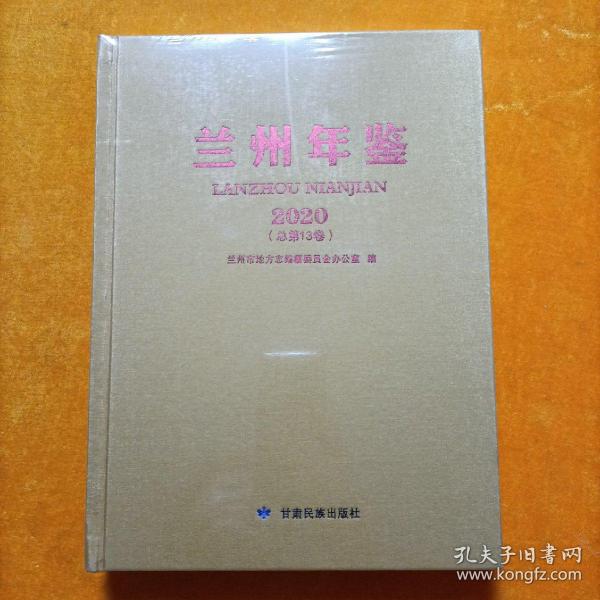 兰州年鉴
LANZHOU NIANJIAN
2020
（总第13卷）
兰州市地方志编纂委员会办公室 编
甘肃民族出版社
孔夫子旧书网
www.kongfz.com